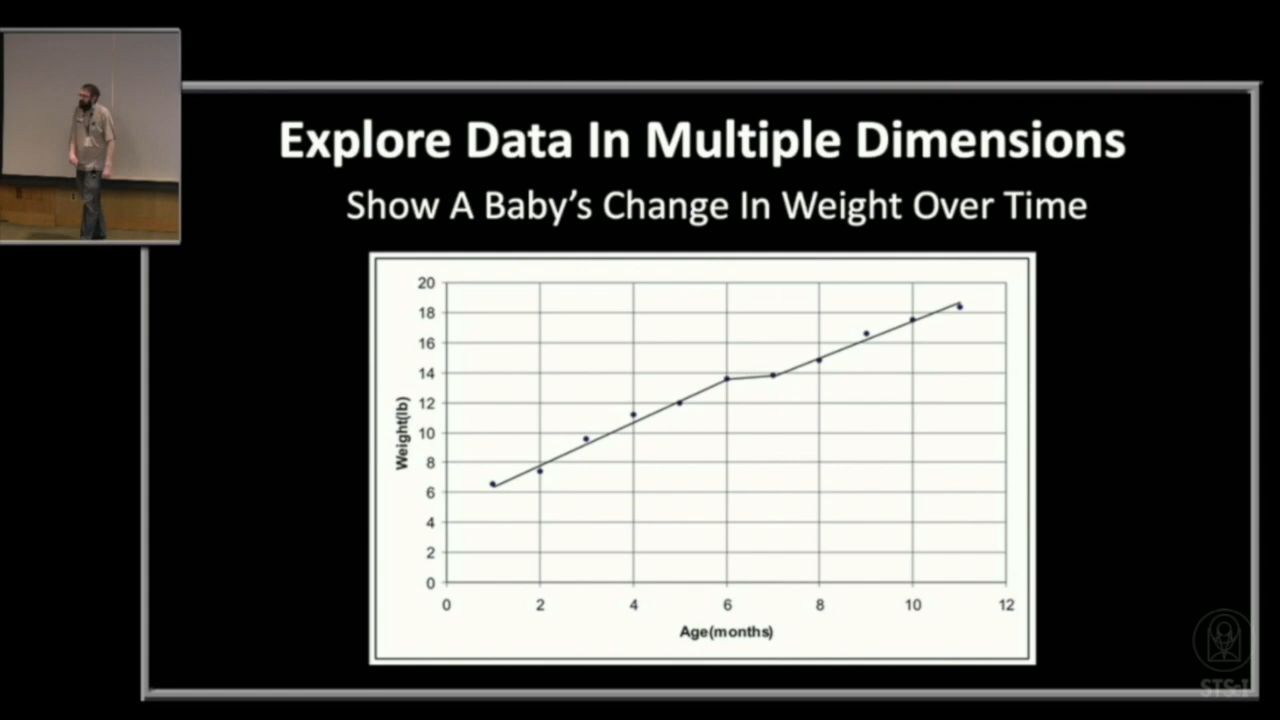 Explore Data In Multiple Dimensions
Show A Baby's Change In Weight Over Time
20
18
16
14
12
10
8
6
4
2
0
Weight(lb)
0 2 4 6 8 10 12
Age(months)
STScI